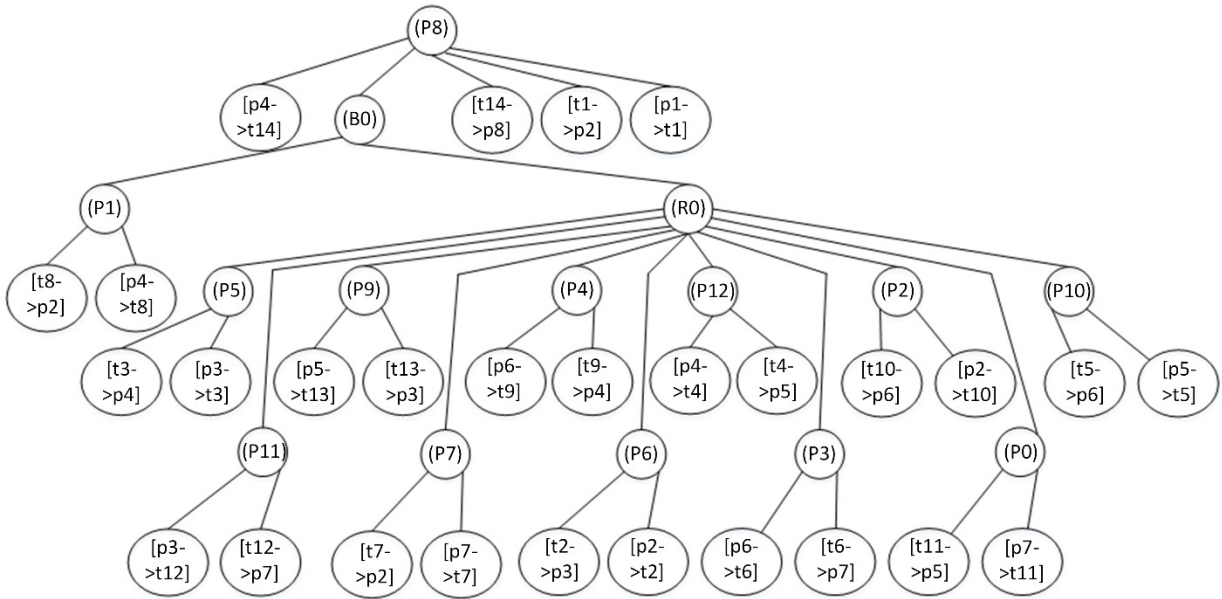 (P8)
[p4-
>t14]
(B0)
[t14-
>p8]
[t1-
>p2]
[p1-
>t1]
(P1)
(R0)
[t8-
>p2]
[p4-
>t8]
(P5)
(P9)
(P4)
(P12)
(P2)
(P10)
[t3-
>p4]
[p3-
>t3]
[p5-
>t13]
[t13-
>p3]
[p6-
>t9]
[t9-
>p4]
[p4-
>t4]
[t4-
>p5]
[t10-
>p6]
[p2-
>t10]
[t5-
>p6]
[p5-
>t5]
(P11)
(P7)
(P6)
(P3)
(P0)
[p3-
>t12]
[t12-
>p7]
[t7-
>p2]
[p7-
>t7]
[t2-
>p3]
[p2-
>t2]
[p6-
>t6]
[t6-
>p7]
[t11-
>p5]
[p7-
>t11]